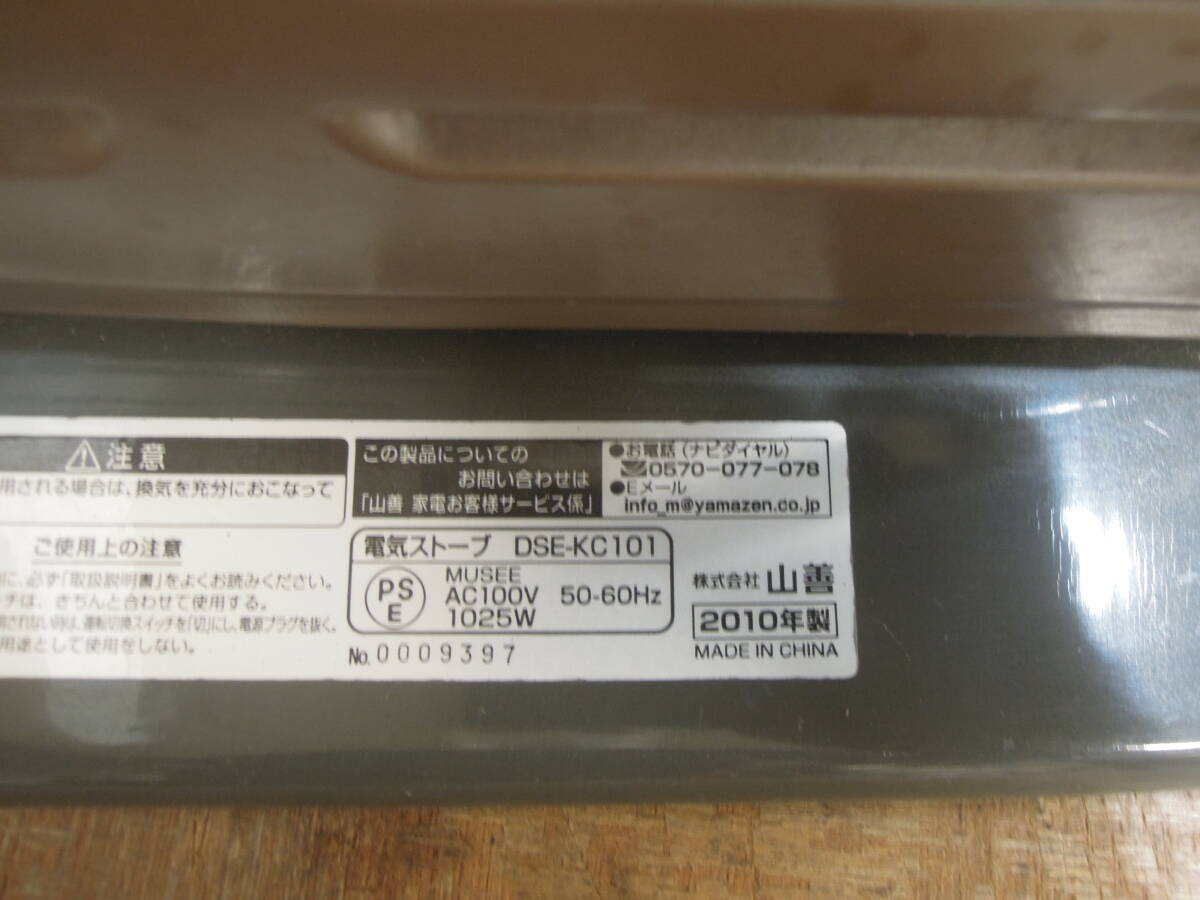 注意
用される場合は、換気を充分におこなって
ご使用上の注意
に、必ず「取扱説明書」をよくお読みください。
チは、きちんと合わせて使用する。
用されない時は、運転切換スイッチを「切」にし、電源プラグを抜く。
用途として使用をしない。
この製品についての
お問い合わせは
「山善 家電お客様サービス係」
●お電話(ナビダイヤル)
0570-077-078
●Eメール
info_m@yamazen.co.jp
電気ストーブ DSE-KC101
PS
E
MUSEE
AC100V 50-60Hz
1025W
No.0009397
株式会社 山善
2010年製
MADE IN CHINA